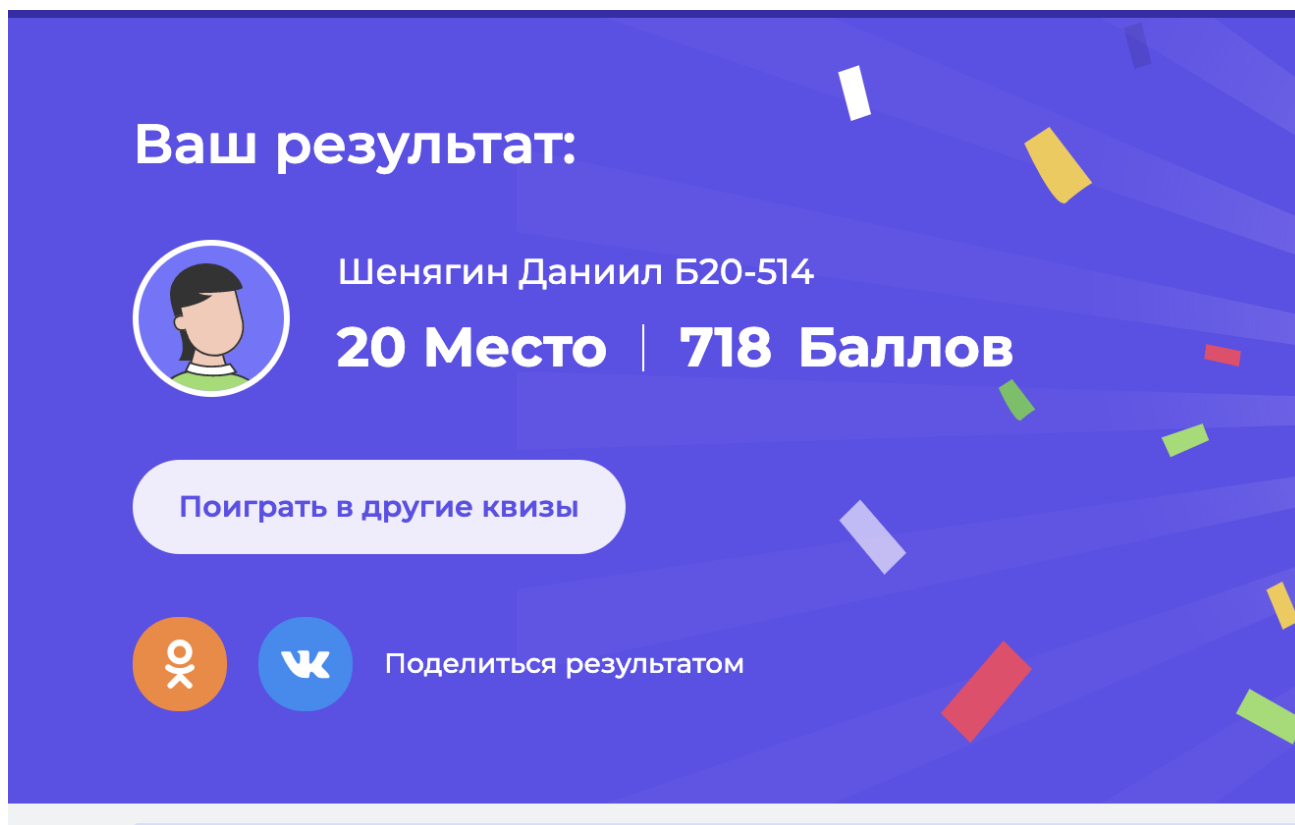 Ваш результат:
Шенягин Даниил Б20-514
20 Место | 718 Баллов
Поиграть в другие квизы
Поделиться результатом